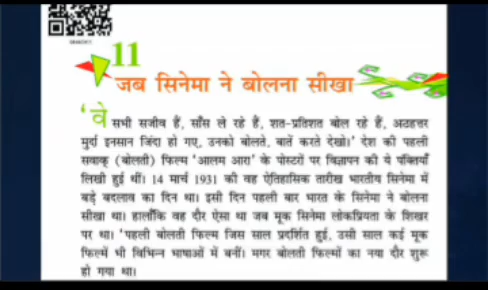 11
जब सिनेमा ने बोलना सीखा
'वे सभी सजीव हैं, साँस ले रहे हैं, शत-प्रतिशत बोल रहे हैं, अठहत्तर
मुर्दा इनसान ज़िंदा हो गए, उनको बोलते, बातें करते देखो।' देश की पहली
सवाक् (बोलती) फिल्म 'आलम आरा' के पोस्टरों पर विज्ञापन की ये पंक्तियाँ
लिखी हुई थीं। 14 मार्च 1931 की वह ऐतिहासिक तारीख भारतीय सिनेमा में
बड़े बदलाव का दिन था। इसी दिन पहली बार भारत के सिनेमा ने बोलना
सीखा था। हालाँकि वह दौर ऐसा था जब मूक सिनेमा लोकप्रियता के शिखर
पर था। 'पहली बोलती फिल्म जिस साल प्रदर्शित हुई, उसी साल कई मूक
फिल्में भी विभिन्न भाषाओं में बनीं। मगर बोलती फिल्मों का नया दौर शुरू
हो गया था।